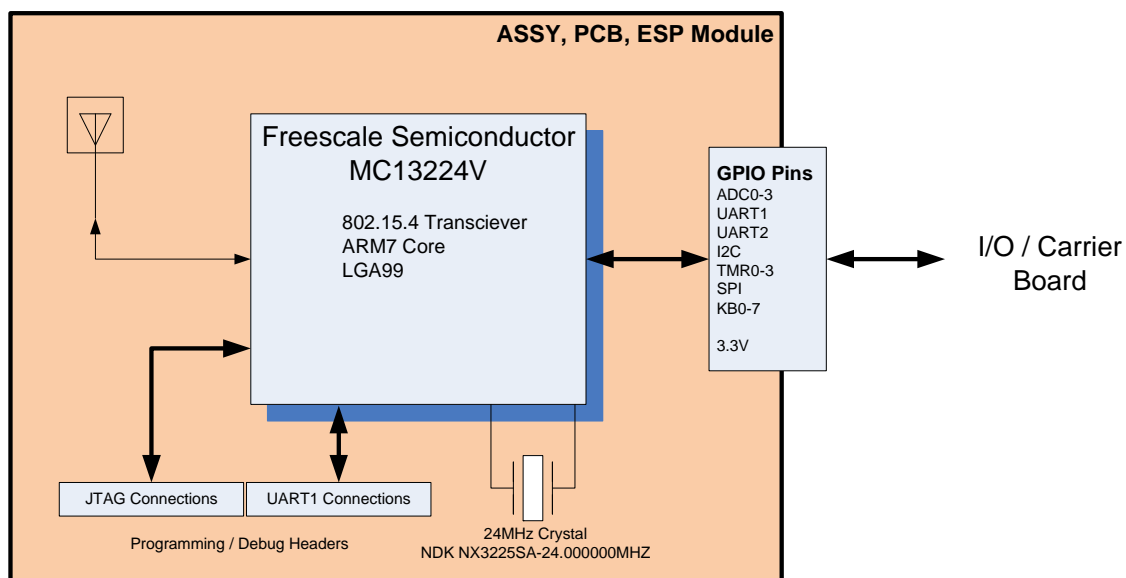 ASSY, PCB, ESP Module
Freescale Semiconductor
MC13224V
802.15.4 Transciever
ARM7 Core
LGA99
GPIO Pins
ADC0-3
UART1
UART2
I2C
TMR0-3
SPI
KB0-7
3.3V
I/O / Carrier
Board
JTAG Connections
UART1 Connections
Programming / Debug Headers
24MHz Crystal
NDK NX3225SA-24.000000MHZ